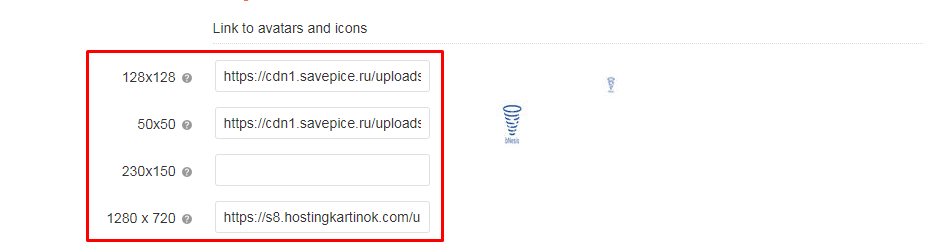 Link to avatars and icons
128x128 ?
https://cdn1.savepice.ru/uploads
50x50 ?
https://cdn1.savepice.ru/uploads
230x150 ?
1280 x 720 ?
https://s8.hostingkartinok.com/u
bNesis